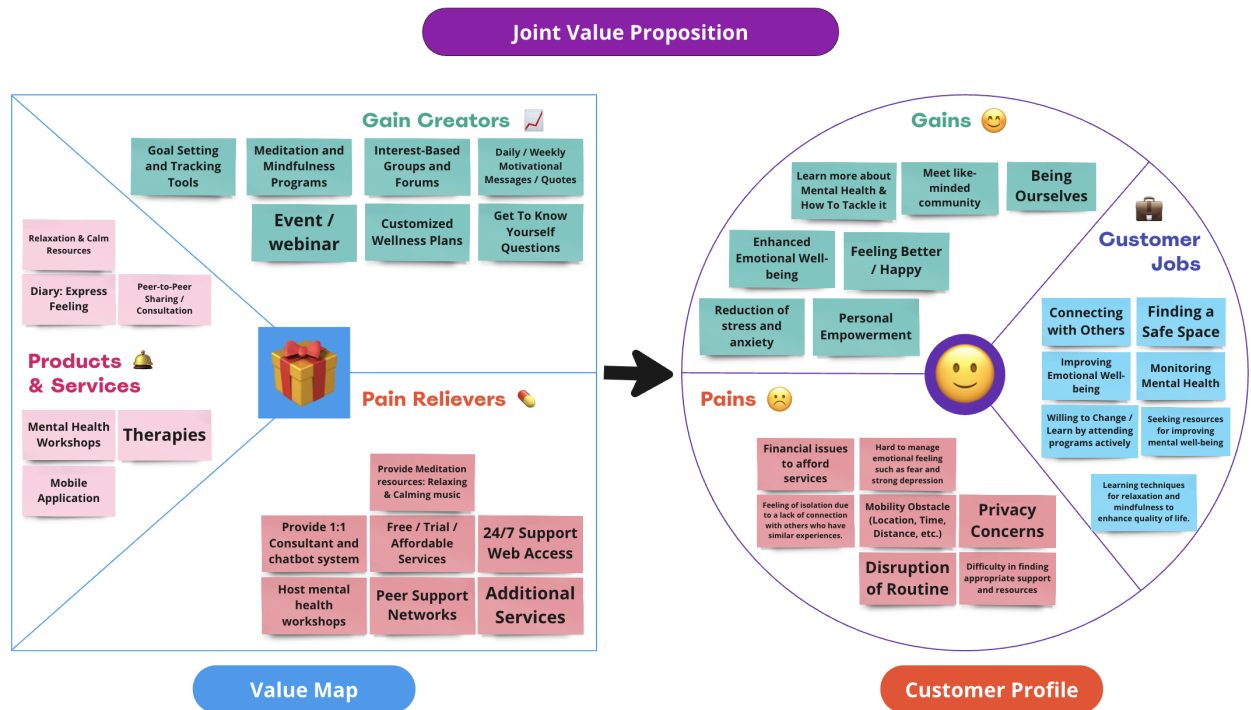 Joint Value Proposition
Gain Creators
Goal Setting
and Tracking
Tools
Meditation and
Mindfulness
Programs
Interest-Based
Groups and
Forums
Daily / Weekly
Motivational
Messages / Quotes
Event /
webinar
Customized
Wellness Plans
Get To Know
Yourself
Questions
Relaxation & Calm
Resources
Diary: Express
Feeling
Peer-to-Peer
Sharing /
Consultation
Products
& Services
Mental Health
Workshops
Therapies
Mobile
Application
Pain Relievers
Provide Meditation
resources: Relaxing
& Calming music
Provide 1:1
Consultant and
chatbot system
Free / Trial /
Affordable
Services
24/7 Support
Web Access
Host mental
health
workshops
Peer Support
Networks
Additional
Services
Value Map
Gains
Learn more about
Mental Health &
How To Tackle it
Meet like-
minded
community
Being
Ourselves
Enhanced
Emotional Well-
being
Feeling Better
/ Happy
Reduction of
stress and
anxiety
Personal
Empowerment
Customer
Jobs
Connecting
with Others
Finding a
Safe Space
Improving
Emotional Well-
being
Monitoring
Mental Health
Willing to Change /
Learn by attending
programs actively
Seeking resources
for improving
mental well-being
Learning techniques
for relaxation and
mindfulness to
enhance quality of life.
Pains
Financial issues
to afford
services
Hard to manage
emotional feeling
such as fear and
strong depression
Feeling of isolation due
to a lack of connection
with others who have
similar experiences.
Mobility Obstacle
(Location, Time,
Distance, etc.)
Privacy
Concerns
Disruption
of Routine
Difficulty in finding
appropriate support
and resources
Customer Profile